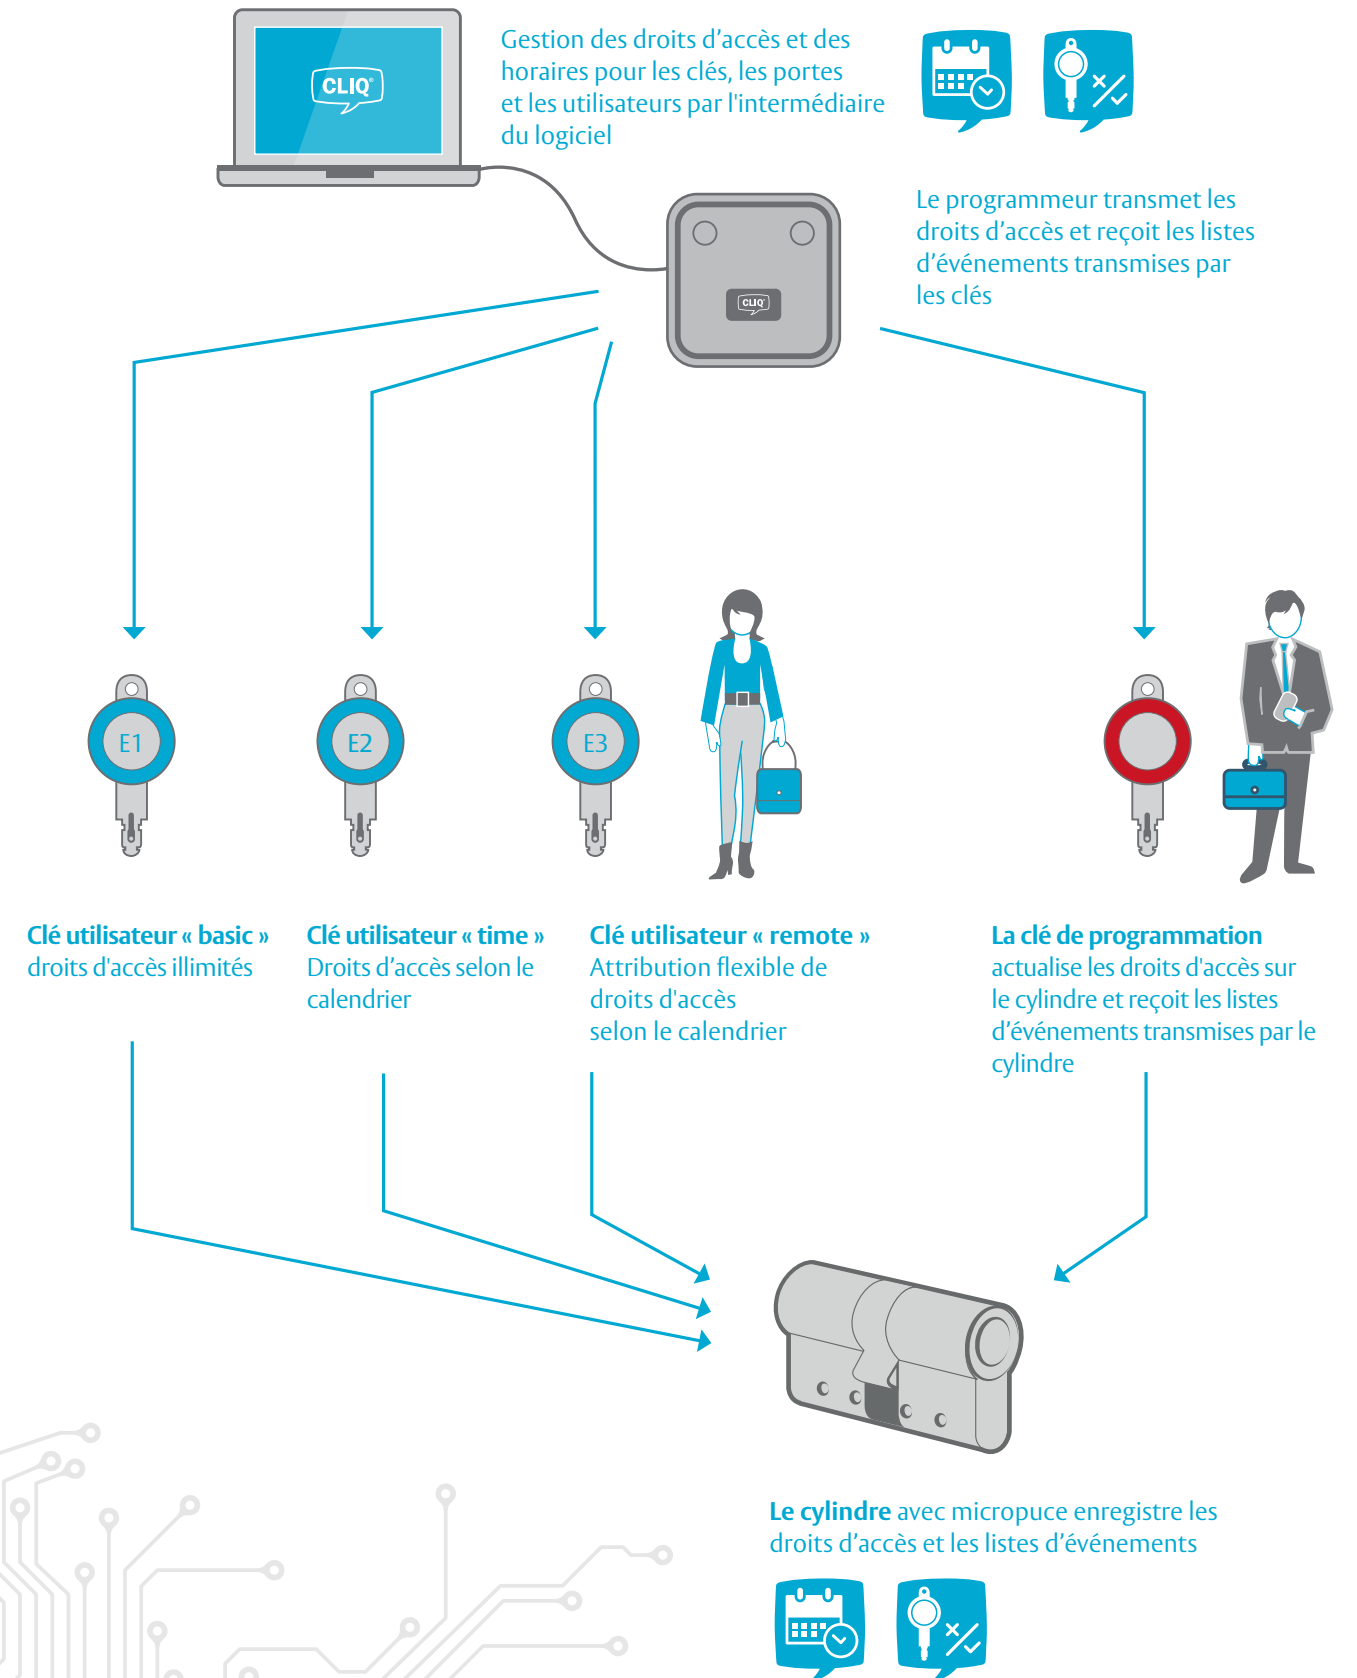 CLIQ®
Gestion des droits d’accès et des
horaires pour les clés, les portes
et les utilisateurs par l'intermédiaire
du logiciel
Le programmeur transmet les
droits d’accès et reçoit les listes
d’événements transmises par
les clés
CLIQ
E1
E2
E3
Clé utilisateur « basic »
droits d'accès illimités
Clé utilisateur « time »
Droits d’accès selon le
calendrier
Clé utilisateur « remote »
Attribution flexible de
droits d'accès
selon le calendrier
La clé de programmation
actualise les droits d'accès sur
le cylindre et reçoit les listes
d’événements transmises par le
cylindre
Le cylindre avec micropuce enregistre les
droits d’accès et les listes d’événements